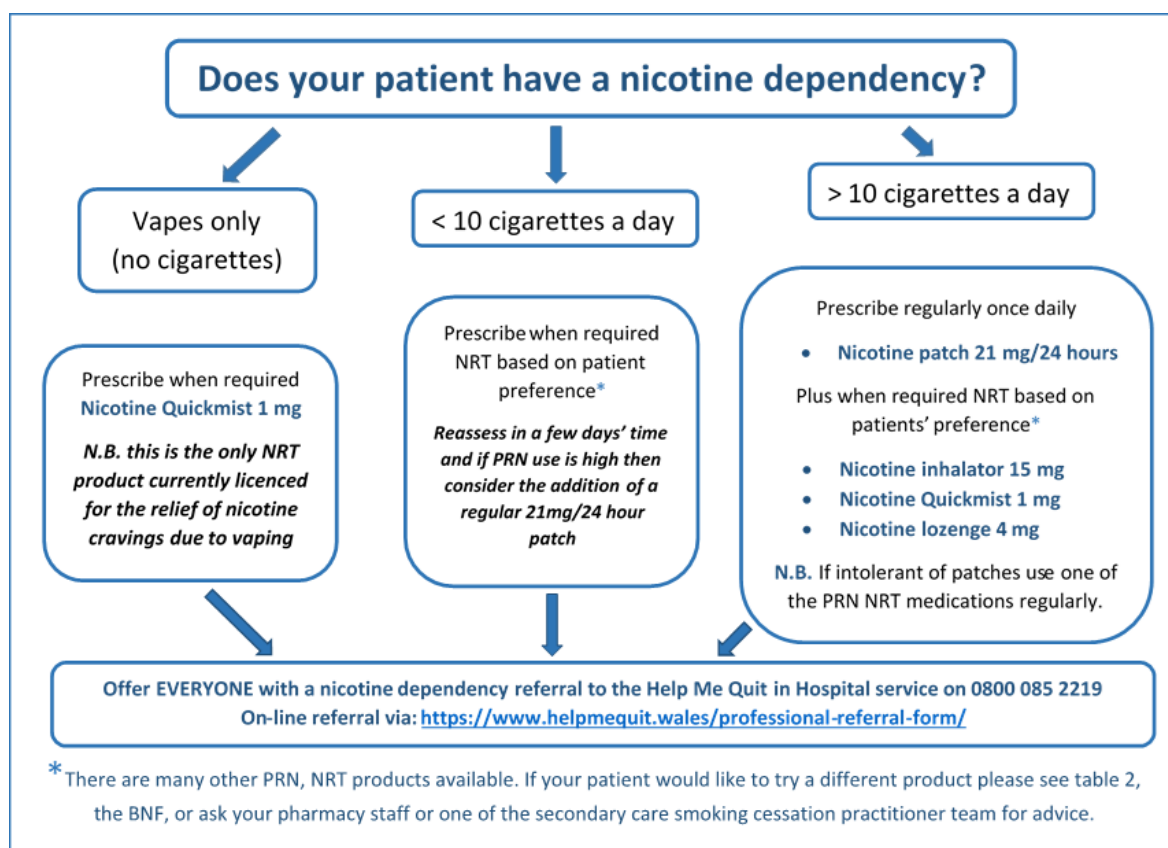 Does your patient have a nicotine dependency?
Vapes only
(no cigarettes)
< 10 cigarettes a day
> 10 cigarettes a day
Prescribe when required
Nicotine Quickmist 1 mg
N.B. this is the only NRT
product currently licenced
for the relief of nicotine
cravings due to vaping
Prescribe when required
NRT based on patient
preference*
Reassess in a few days’ time
and if PRN use is high then
consider the addition of a
regular 21mg/24 hour
patch
Prescribe regularly once daily
• Nicotine patch 21 mg/24 hours
Plus when required NRT based on
patients’ preference*
• Nicotine inhalator 15 mg
• Nicotine Quickmist 1 mg
• Nicotine lozenge 4 mg
N.B. If intolerant of patches use one of
the PRN NRT medications regularly.
Offer EVERYONE with a nicotine dependency referral to the Help Me Quit in Hospital service on 0800 085 2219
On-line referral via: https://www.helpmequit.wales/professional-referral-form/
*There are many other PRN, NRT products available. If your patient would like to try a different product please see table 2,
the BNF, or ask your pharmacy staff or one of the secondary care smoking cessation practitioner team for advice.